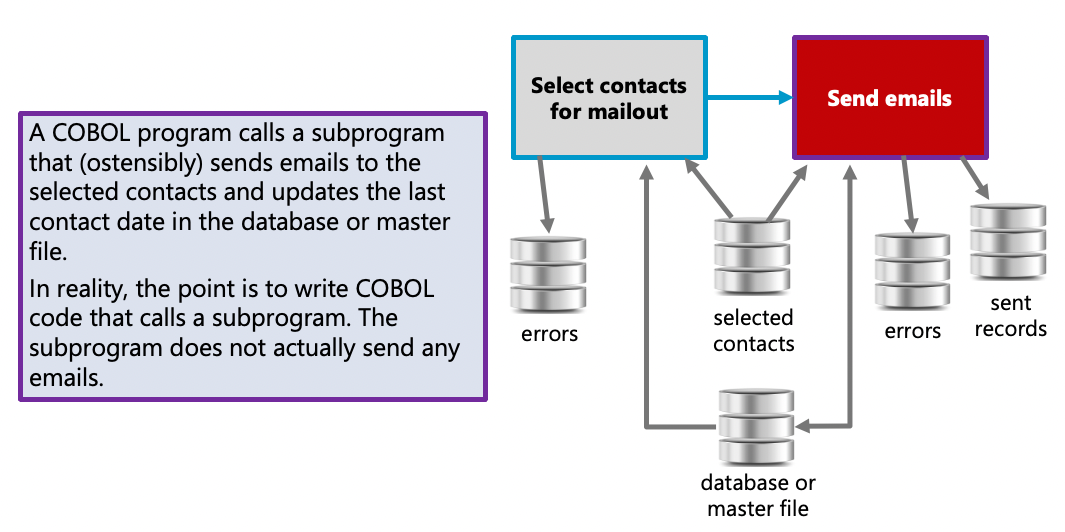 A COBOL program calls a subprogram
that (ostensibly) sends emails to the
selected contacts and updates the last
contact date in the database or master
file.
In reality, the point is to write COBOL
code that calls a subprogram. The
subprogram does not actually send any
emails.
Select contacts
for mailout
Send emails
errors
selected
contacts
errors
sent
records
database or
master file